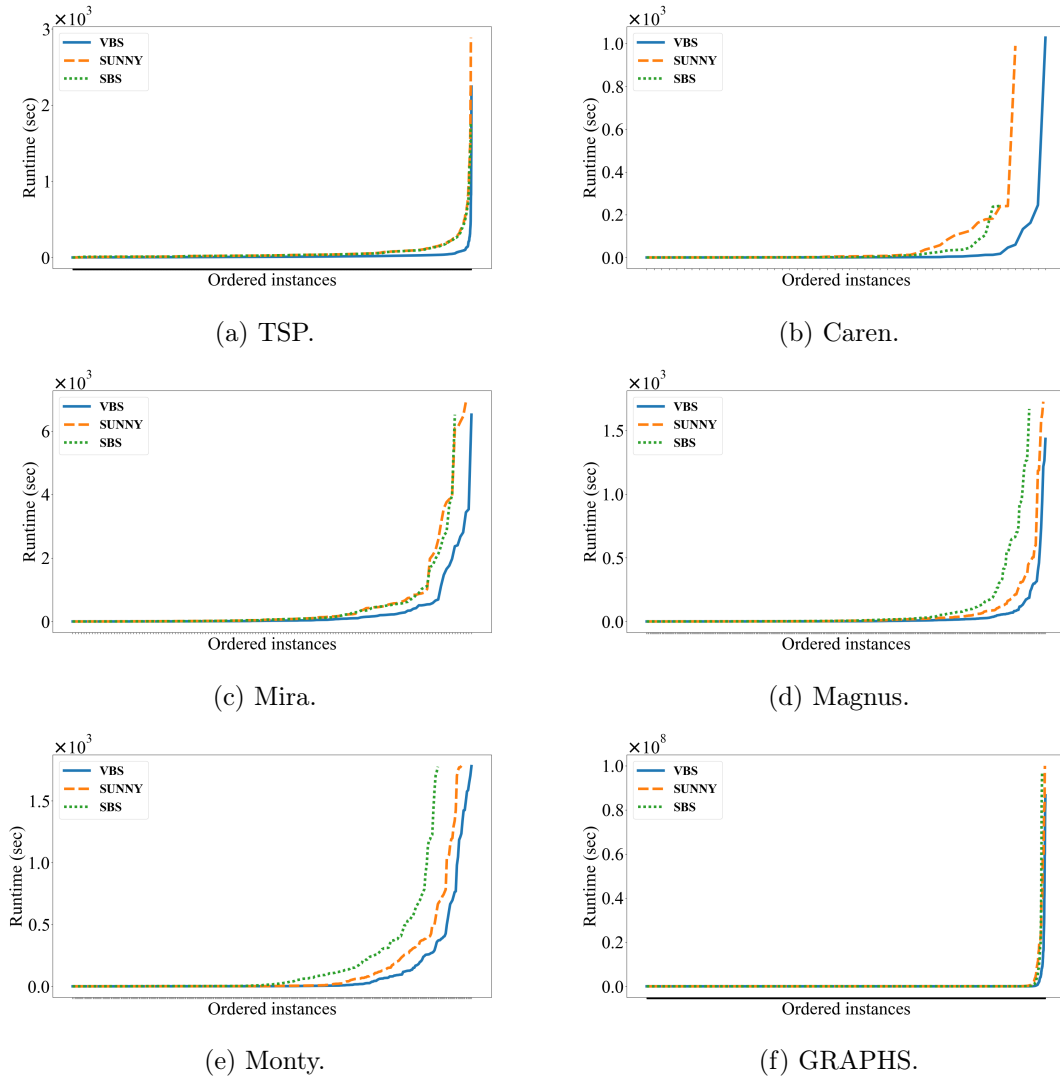 ×10³
3
2
1
0
Runtime (sec)
VBS
SUNNY
SBS
Ordered instances
(a) TSP.
×10³
1.0
0.8
0.6
0.4
0.2
0.0
Runtime (sec)
VBS
SUNNY
SBS
Ordered instances
(b) Caren.
×10³
6
4
2
0
Runtime (sec)
VBS
SUNNY
SBS
Ordered instances
(c) Mira.
×10³
1.5
1.0
0.5
0.0
Runtime (sec)
VBS
SUNNY
SBS
Ordered instances
(d) Magnus.
×10³
1.5
1.0
0.5
0.0
Runtime (sec)
VBS
SUNNY
SBS
Ordered instances
(e) Monty.
×10⁸
1.0
0.8
0.6
0.4
0.2
0.0
Runtime (sec)
VBS
SUNNY
SBS
Ordered instances
(f) GRAPHS.